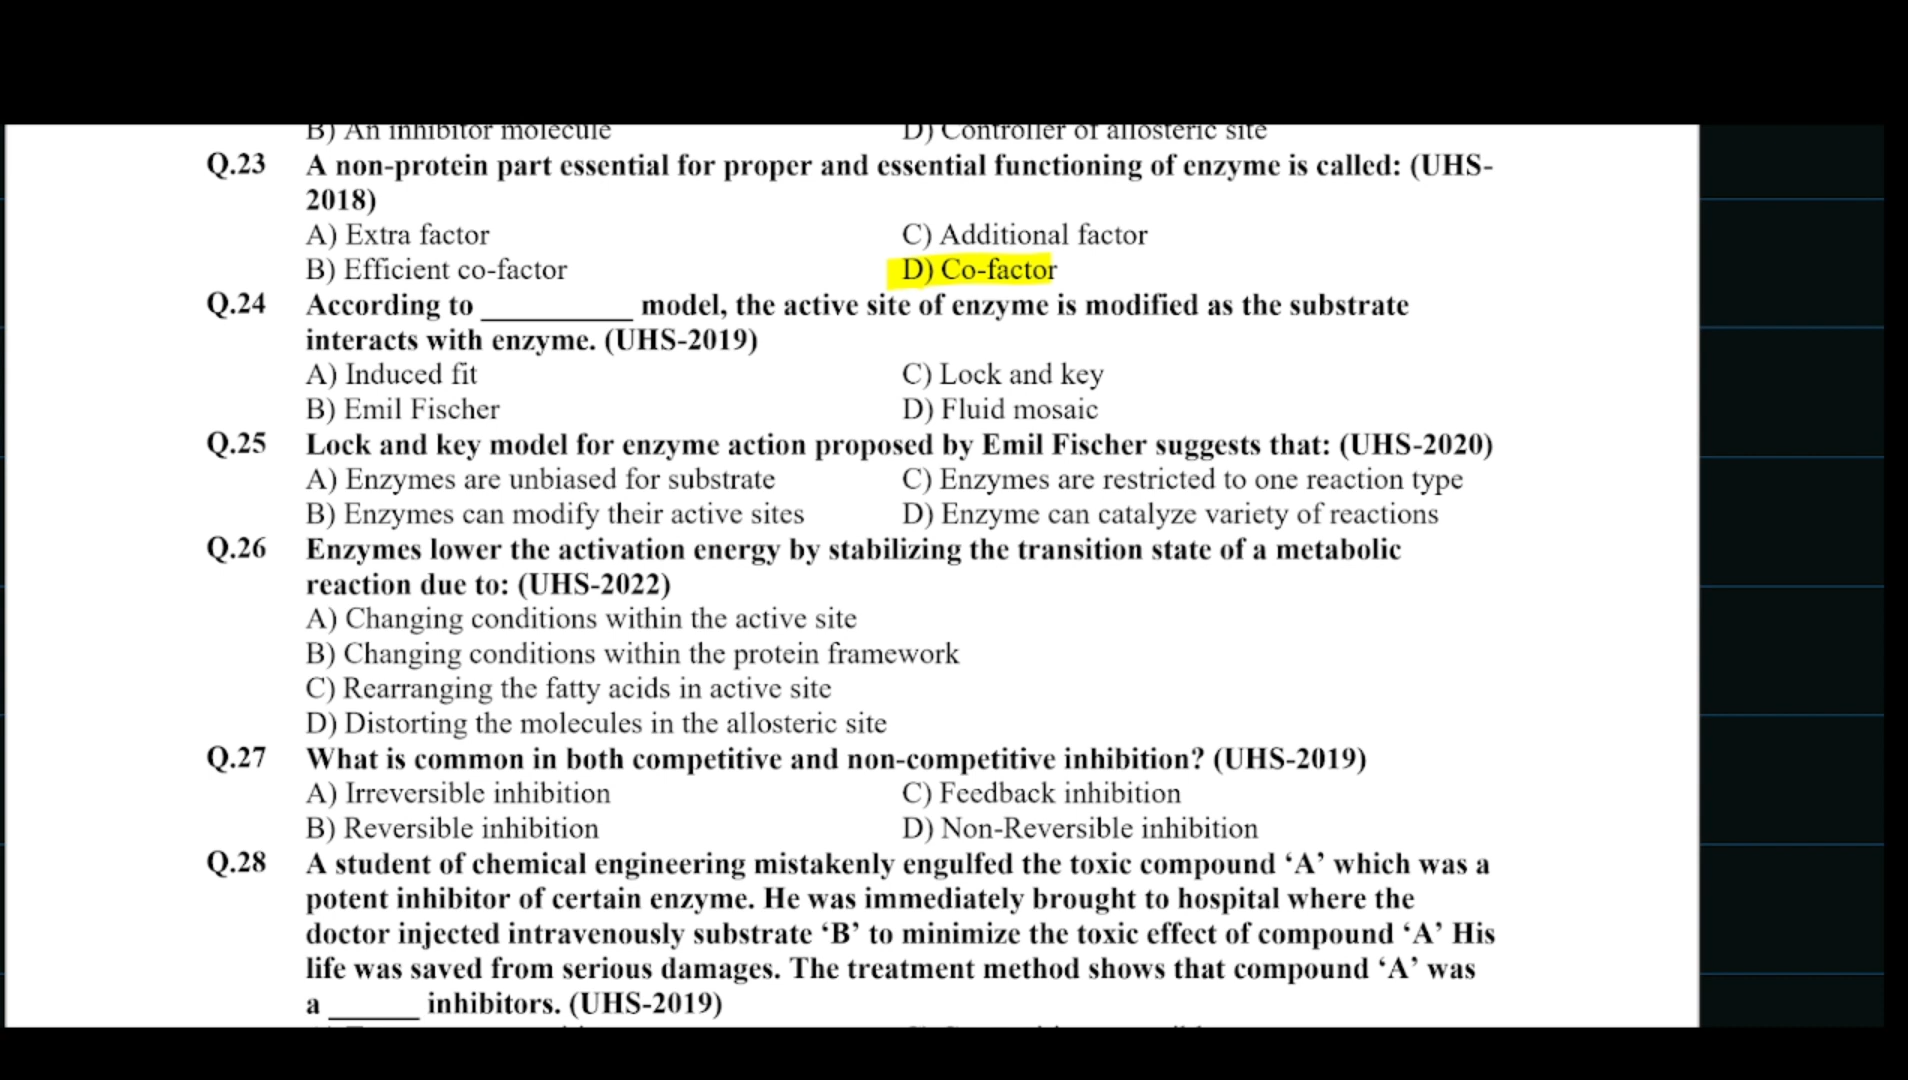 B) An inhibitor molecule D) Controller of allosteric site
Q.23 A non-protein part essential for proper and essential functioning of enzyme is called: (UHS-
2018)
A) Extra factor C) Additional factor
B) Efficient co-factor D) Co-factor
Q.24 According to __________ model, the active site of enzyme is modified as the substrate
interacts with enzyme. (UHS-2019)
A) Induced fit C) Lock and key
B) Emil Fischer D) Fluid mosaic
Q.25 Lock and key model for enzyme action proposed by Emil Fischer suggests that: (UHS-2020)
A) Enzymes are unbiased for substrate C) Enzymes are restricted to one reaction type
B) Enzymes can modify their active sites D) Enzyme can catalyze variety of reactions
Q.26 Enzymes lower the activation energy by stabilizing the transition state of a metabolic
reaction due to: (UHS-2022)
A) Changing conditions within the active site
B) Changing conditions within the protein framework
C) Rearranging the fatty acids in active site
D) Distorting the molecules in the allosteric site
Q.27 What is common in both competitive and non-competitive inhibition? (UHS-2019)
A) Irreversible inhibition C) Feedback inhibition
B) Reversible inhibition D) Non-Reversible inhibition
Q.28 A student of chemical engineering mistakenly engulfed the toxic compound ‘A’ which was a
potent inhibitor of certain enzyme. He was immediately brought to hospital where the
doctor injected intravenously substrate ‘B’ to minimize the toxic effect of compound ‘A’ His
life was saved from serious damages. The treatment method shows that compound ‘A’ was
a ______ inhibitors. (UHS-2019)